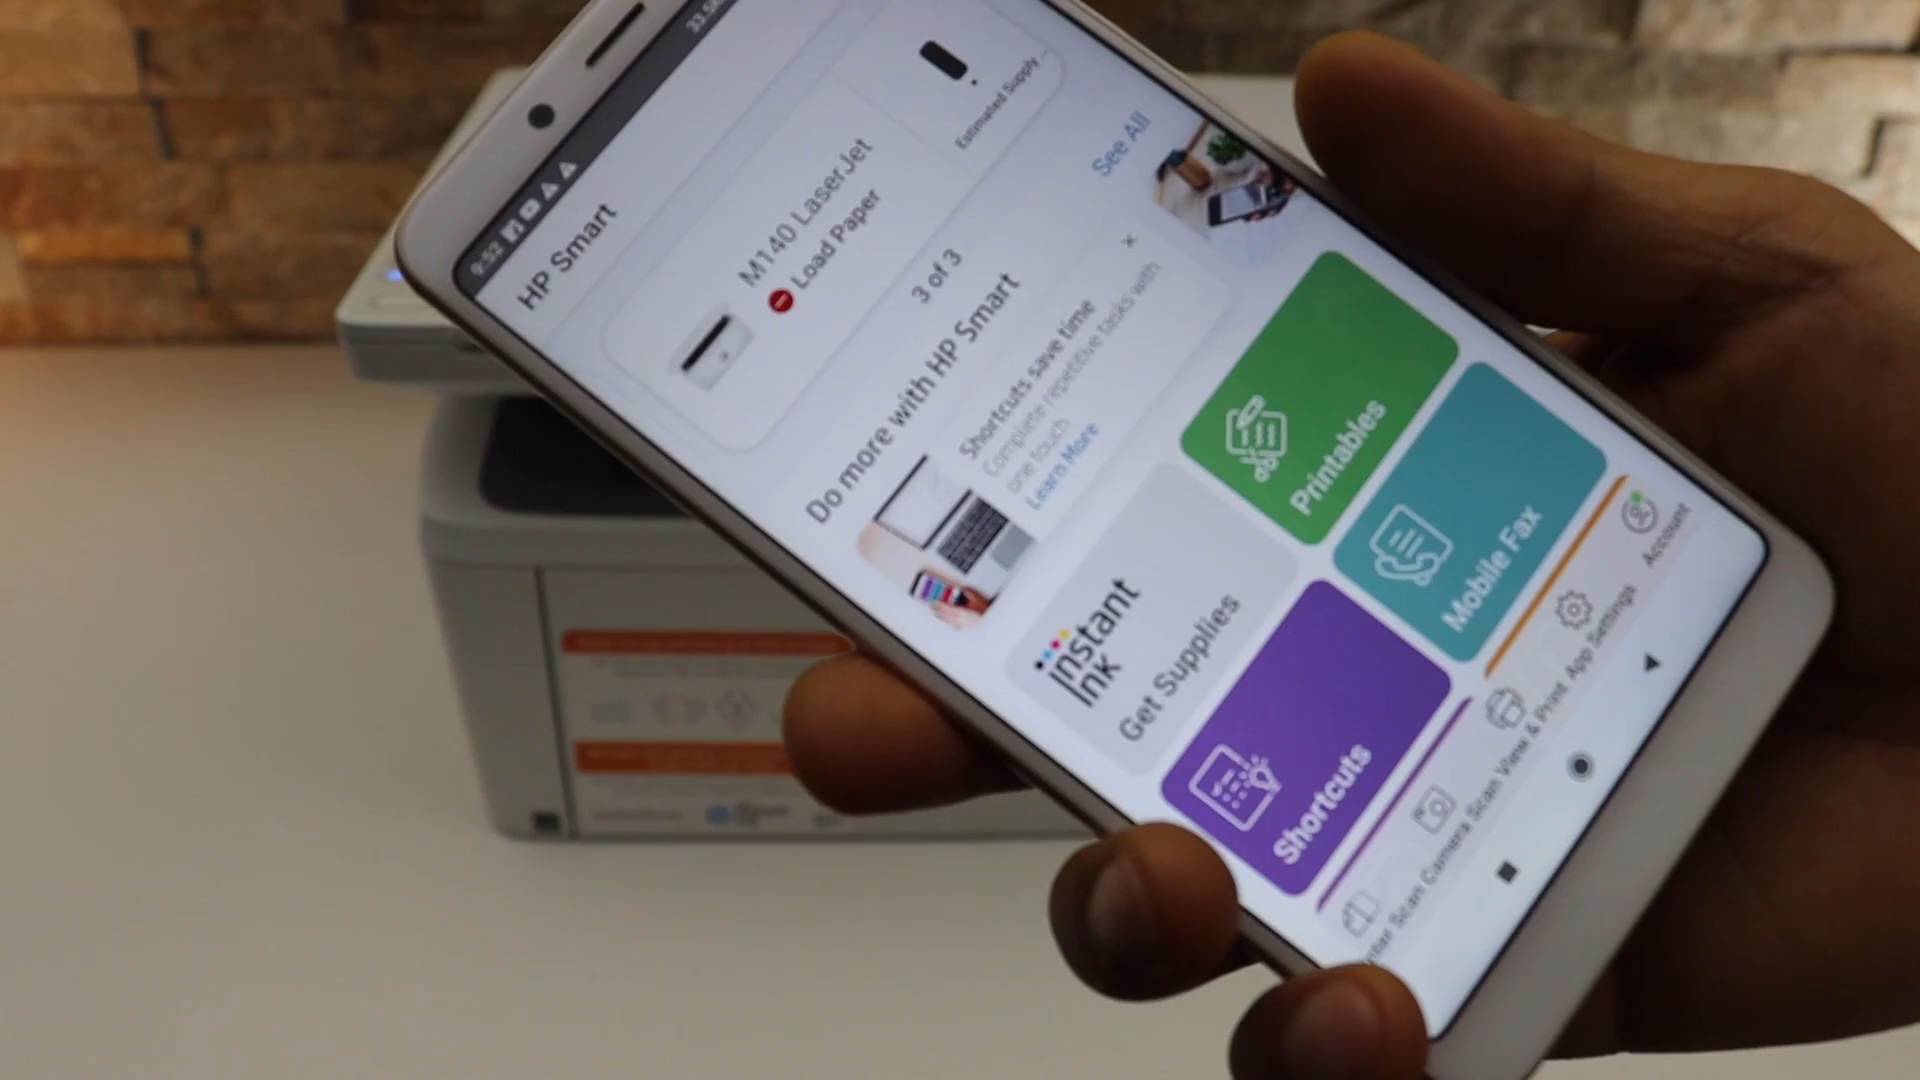 9:52
HP Smart
M140 LaserJet
Load Paper
Estimated Supply
3 of 3
Do more with HP Smart
See All
Shortcuts save time
Complete repetitive tasks with
one touch
Learn More
Instant
Ink
Get Supplies
Printables
Shortcuts
Mobile Fax
Scan
Camera Scan
View & Print
App Settings
Account